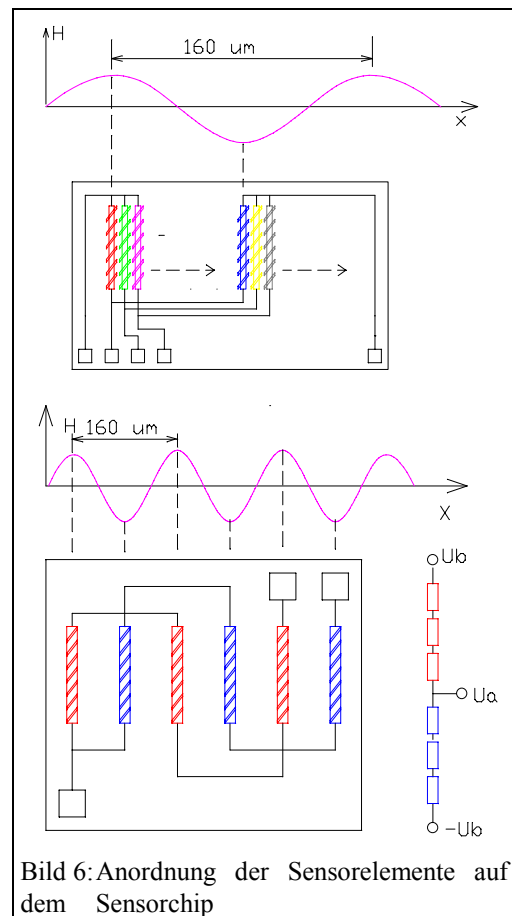 H
160 um
x
H
160 um
X
Ub
Ua
-Ub
Bild 6: Anordnung der Sensorelemente auf
dem Sensorchip